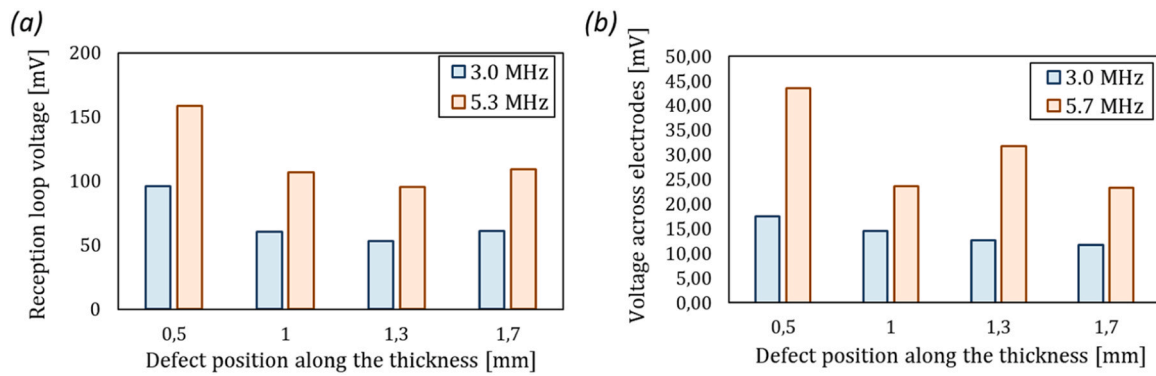 (a)
Reception loop voltage [mV]
200
150
100
50
0
3.0 MHz
5.3 MHz
0,5 1 1,3 1,7
Defect position along the thickness [mm]
(b)
Voltage across electrodes [mV]
50,00
45,00
40,00
35,00
30,00
25,00
20,00
15,00
10,00
5,00
0,00
3.0 MHz
5.7 MHz
0,5 1 1,3 1,7
Defect position along the thickness [mm]